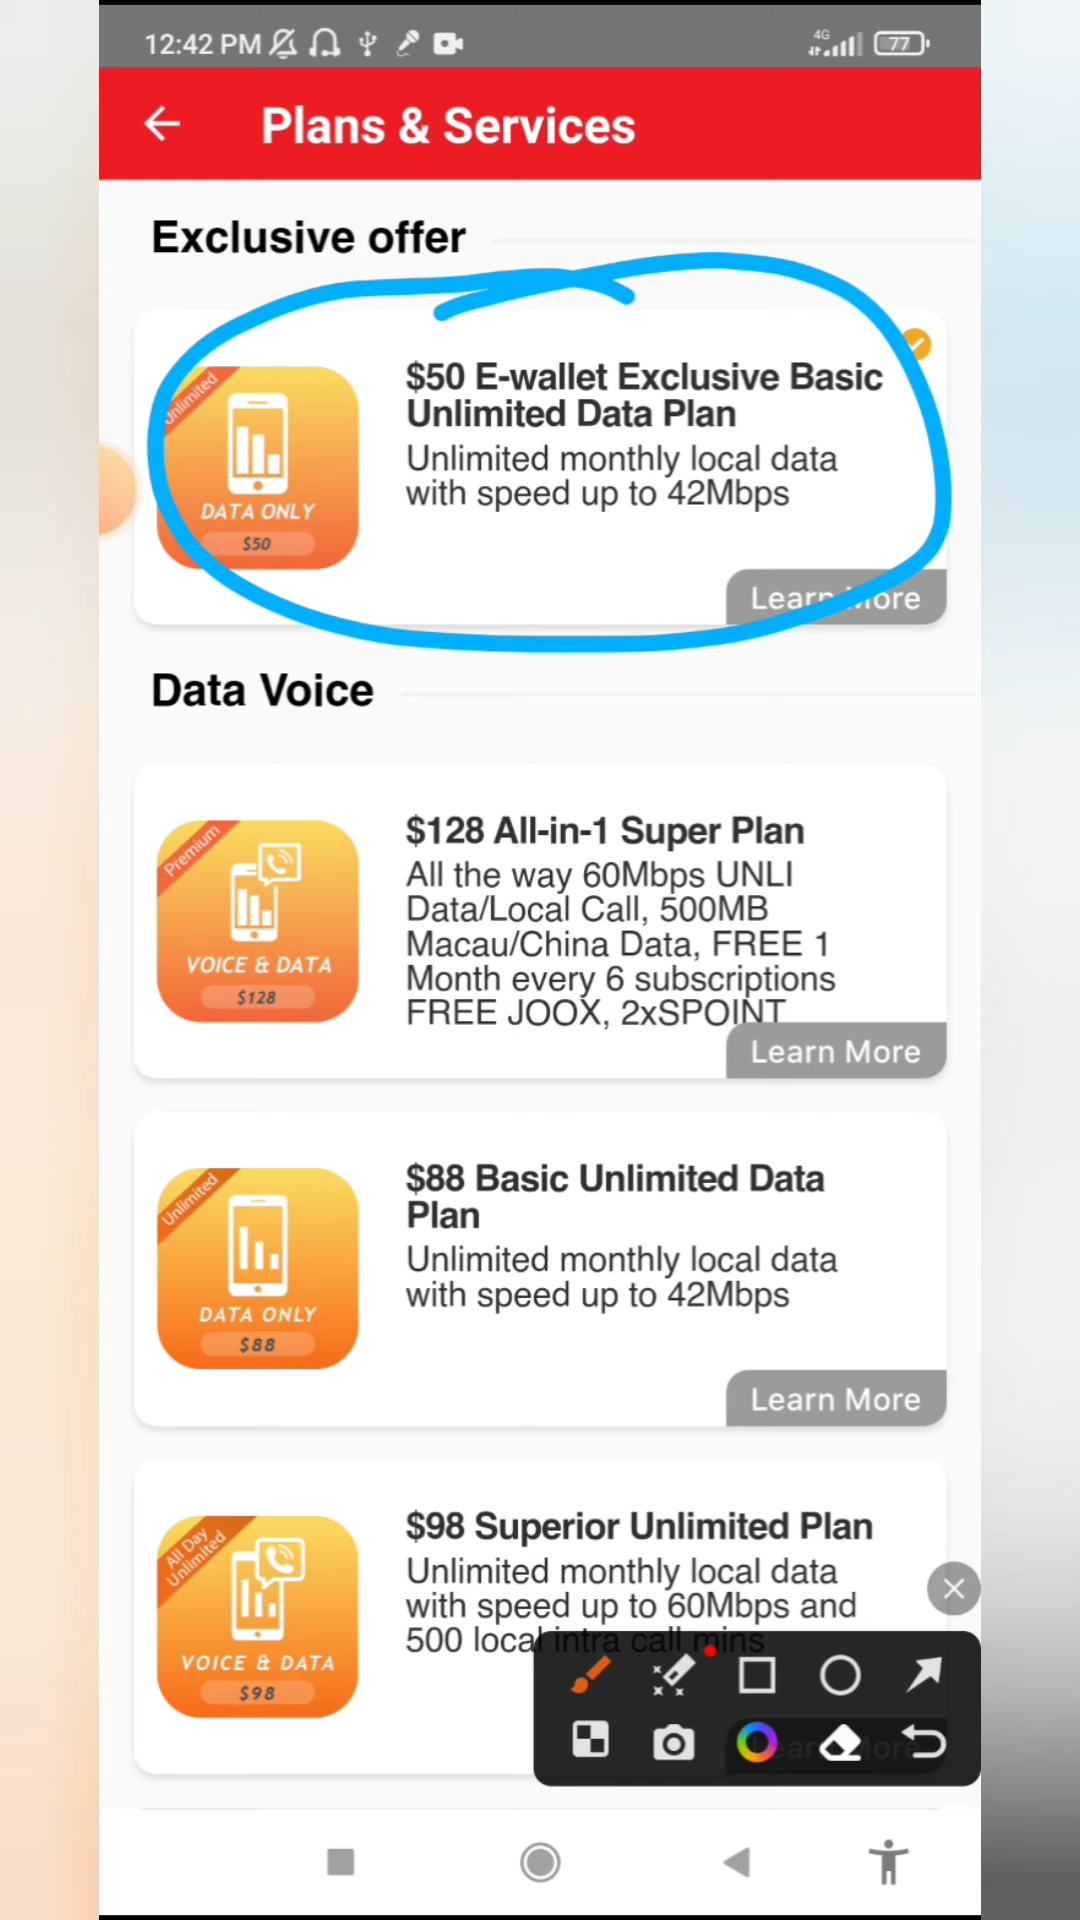 12:42 PM
4G
77
Plans & Services
Exclusive offer
Unlimited
DATA ONLY
$50
$50 E-wallet Exclusive Basic
Unlimited Data Plan
Unlimited monthly local data
with speed up to 42Mbps
Learn More
Data Voice
Premium
VOICE & DATA
$128
$128 All-in-1 Super Plan
All the way 60Mbps UNLI
Data/Local Call, 500MB
Macau/China Data, FREE 1
Month every 6 subscriptions
FREE JOOX, 2xSPOINT
Learn More
Unlimited
DATA ONLY
$88
$88 Basic Unlimited Data
Plan
Unlimited monthly local data
with speed up to 42Mbps
Learn More
All Day
Unlimited
VOICE & DATA
$98
$98 Superior Unlimited Plan
Unlimited monthly local data
with speed up to 60Mbps and
500 local intra call mins
Learn More